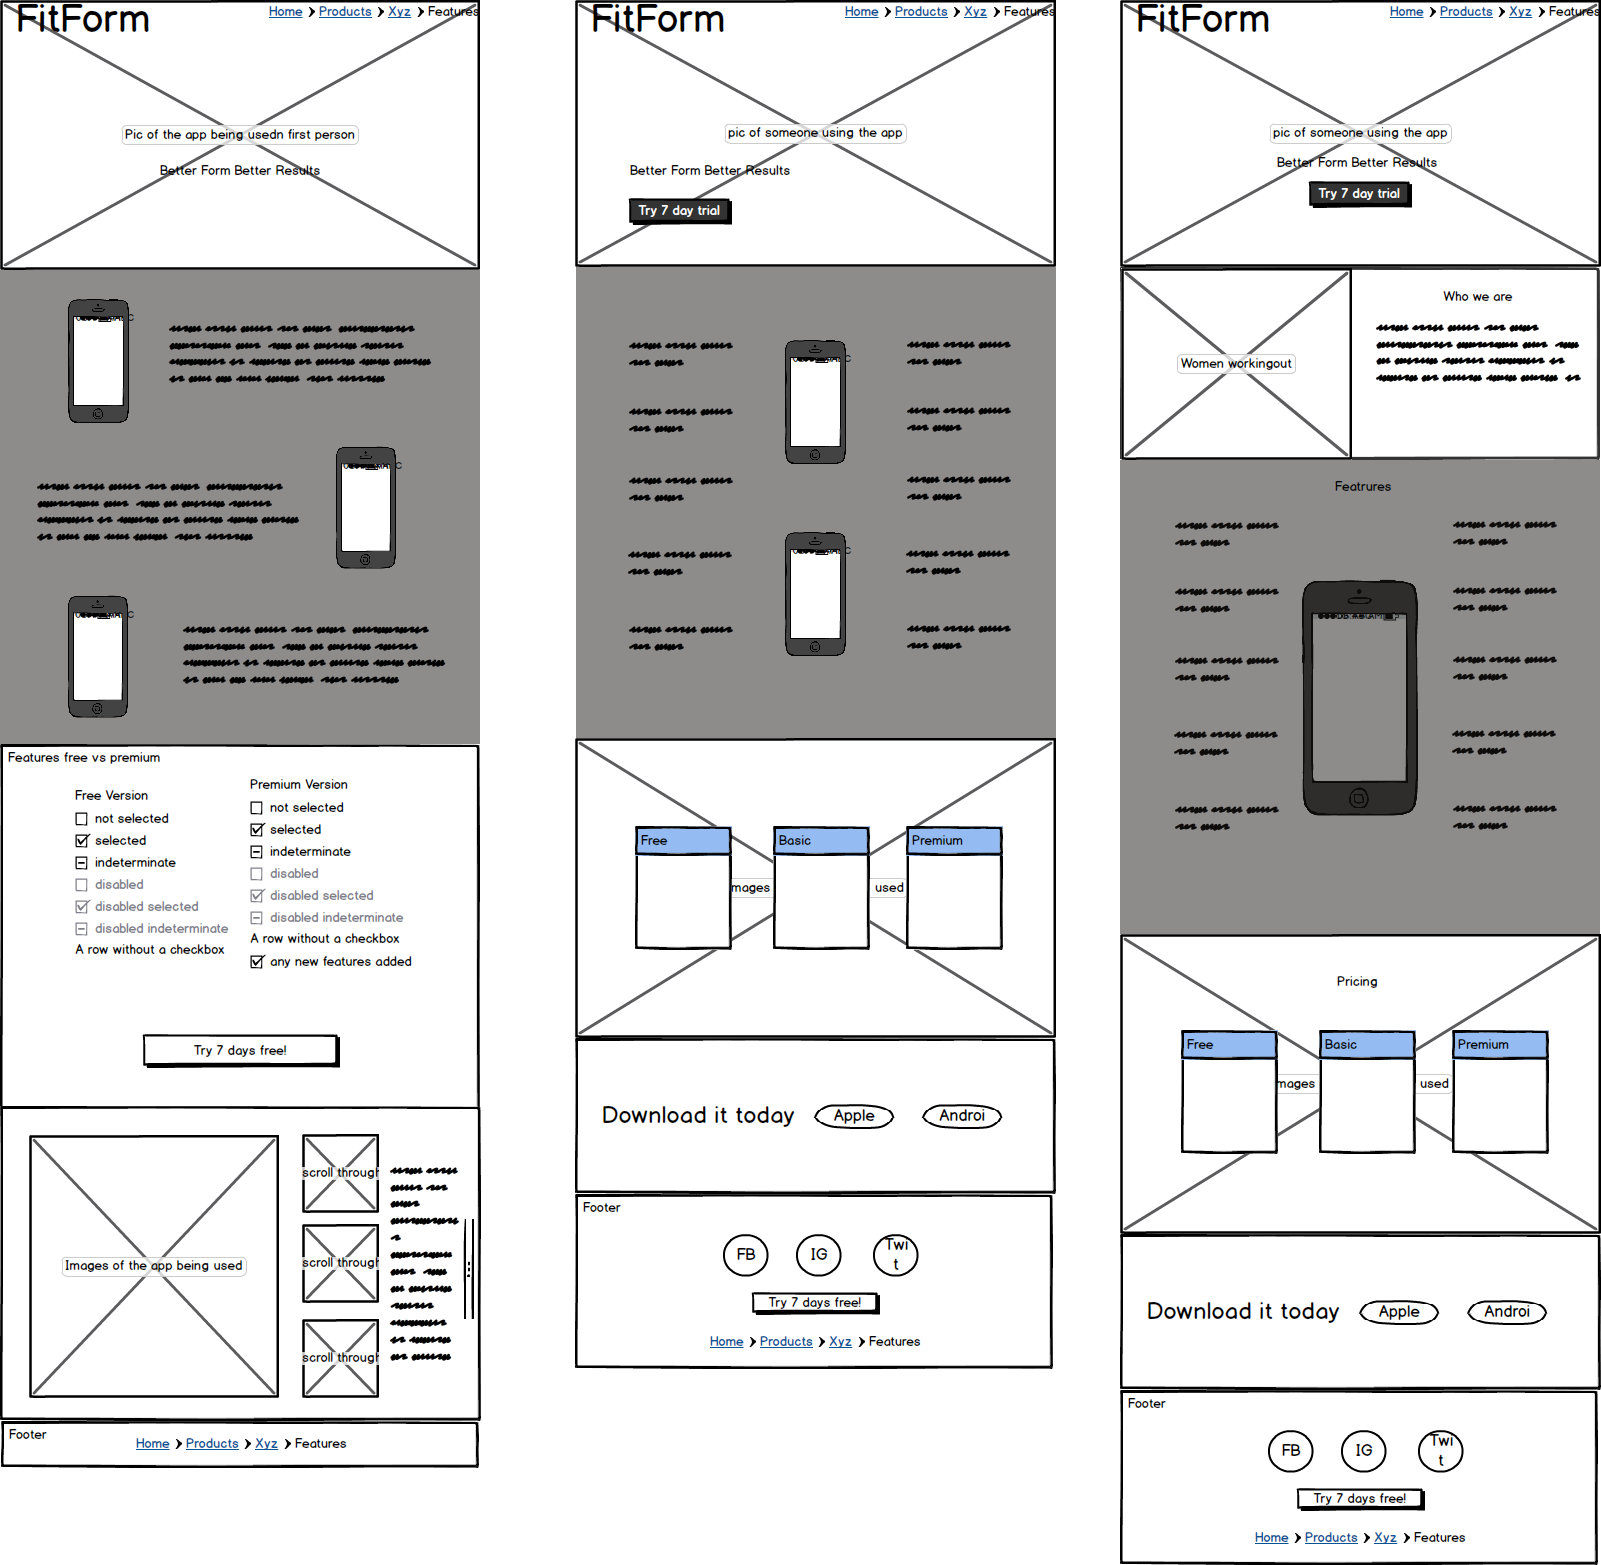 FitForm
Home > Products > Xyz > Features
Pic of the app being usedn first person
Better Form Better Results
Features free vs premium
Free Version
not selected
selected
indeterminate
disabled
disabled selected
disabled indeterminate
A row without a checkbox
Premium Version
not selected
selected
indeterminate
disabled
disabled selected
disabled indeterminate
A row without a checkbox
any new features added
Try 7 days free!
Images of the app being used
scroll through
scroll through
scroll through
Footer
Home > Products > Xyz > Features
FitForm
Home > Products > Xyz > Features
pic of someone using the app
Better Form Better Results
Try 7 day trial
Free
Basic
Premium
mages
used
Download it today
Apple
Androi
Footer
FB
IG
Twi
t
Try 7 days free!
Home > Products > Xyz > Features
FitForm
Home > Products > Xyz > Features
pic of someone using the app
Better Form Better Results
Try 7 day trial
Women workingout
Who we are
Featrures
Pricing
Free
Basic
Premium
mages
used
Download it today
Apple
Androi
Footer
FB
IG
Twi
t
Try 7 days free!
Home > Products > Xyz > Features